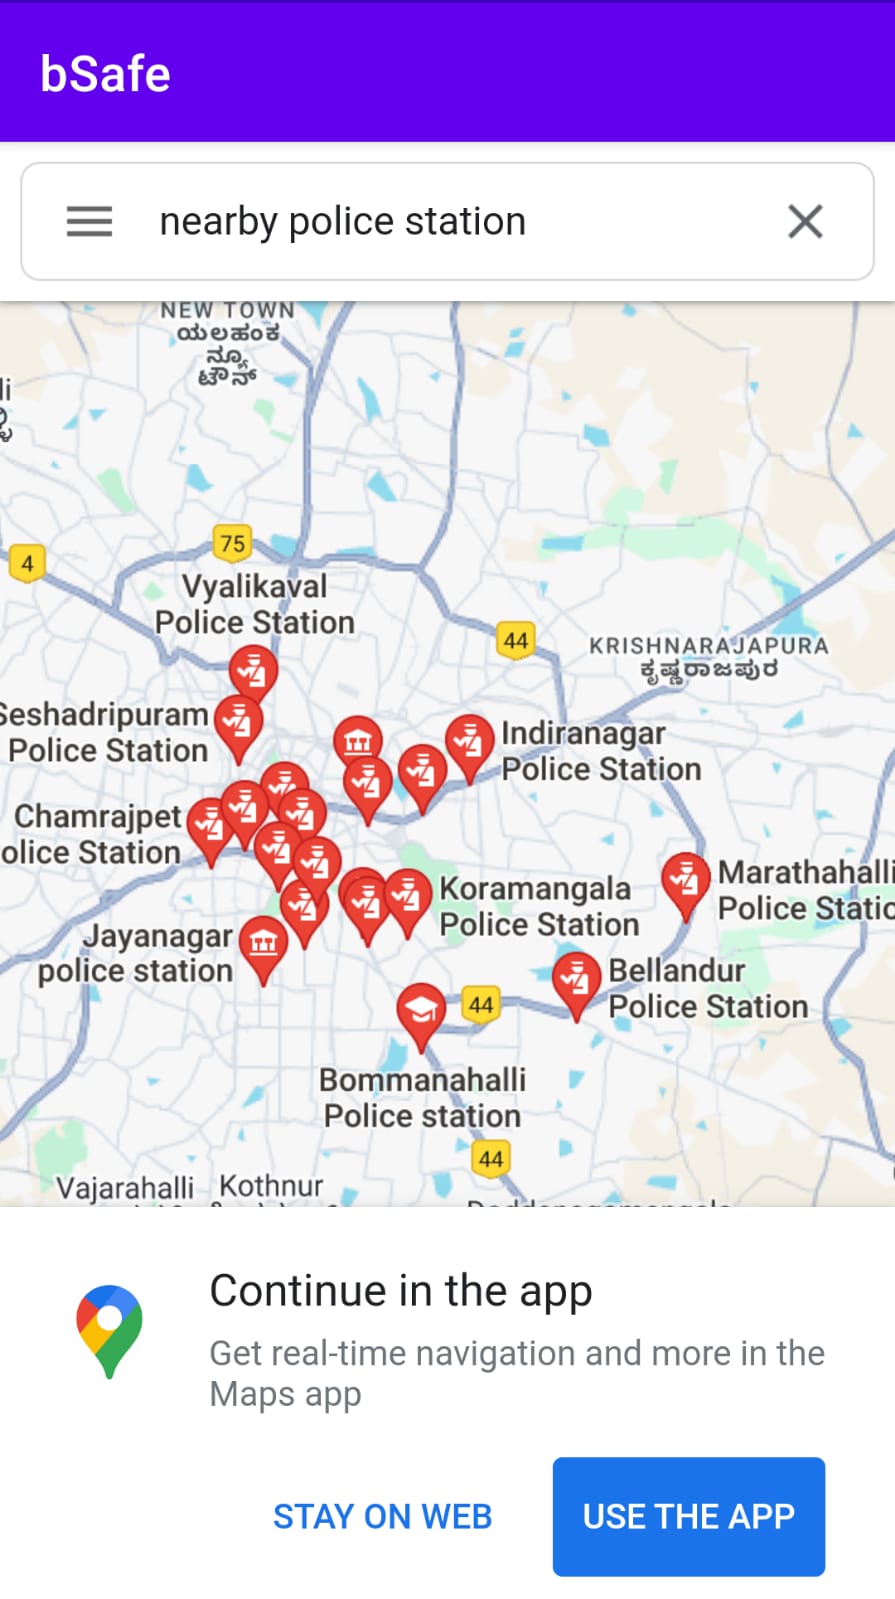 bSafe
nearby police station
NEW TOWN
ಯಲಹಂಕ
ನ್ಯೂ
ಟೌನ್
li
75
4
Vyalikaval
Police Station
44
KRISHNARAJAPURA
ಕೃಷ್ಣರಾಜಪುರ
Seshadripuram
Police Station
Indiranagar
Police Station
Chamrajpet
olice Station
Marathahalli
Police Static
Koramangala
Police Station
Jayanagar
police station
Bellandur
Police Station
44
Bommanahalli
Police station
44
Vajarahalli
Kothnur
Continue in the app
Get real-time navigation and more in the
Maps app
STAY ON WEB
USE THE APP